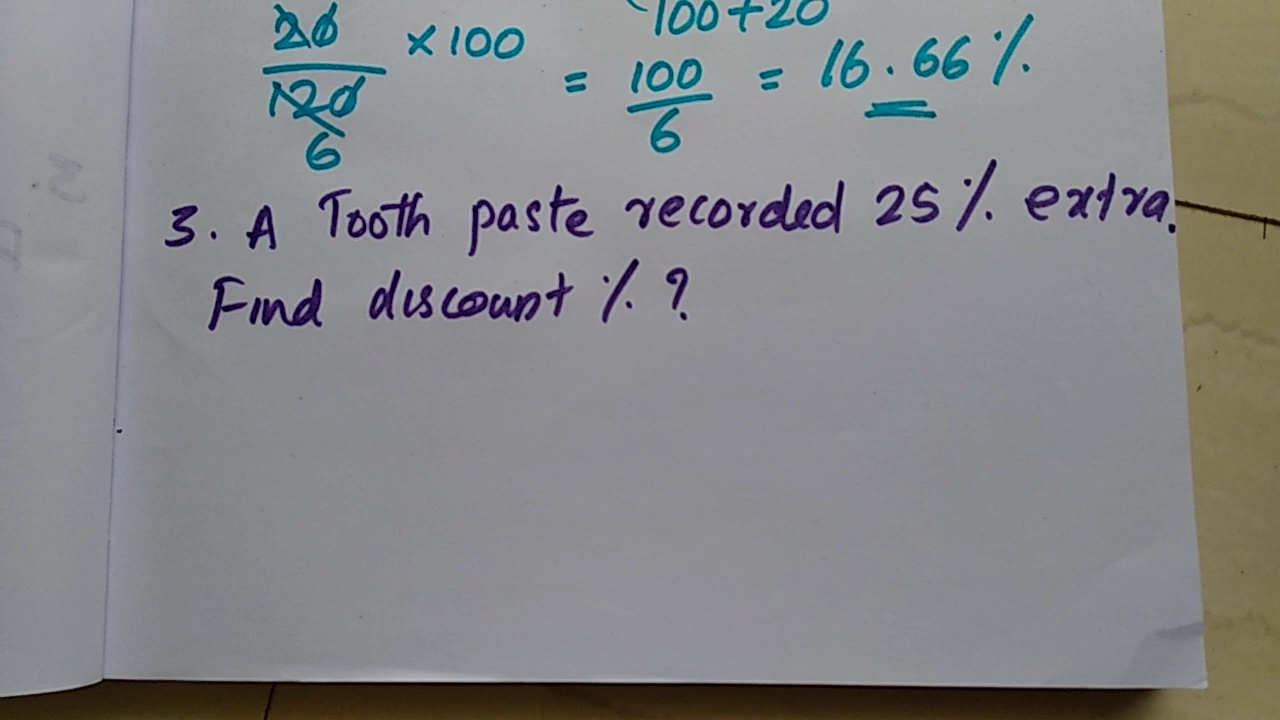 20 × 100 (100+20
120 = 100 = 16.66%
6 6
3. A Tooth paste recorded 25% extra.
Find discount %?